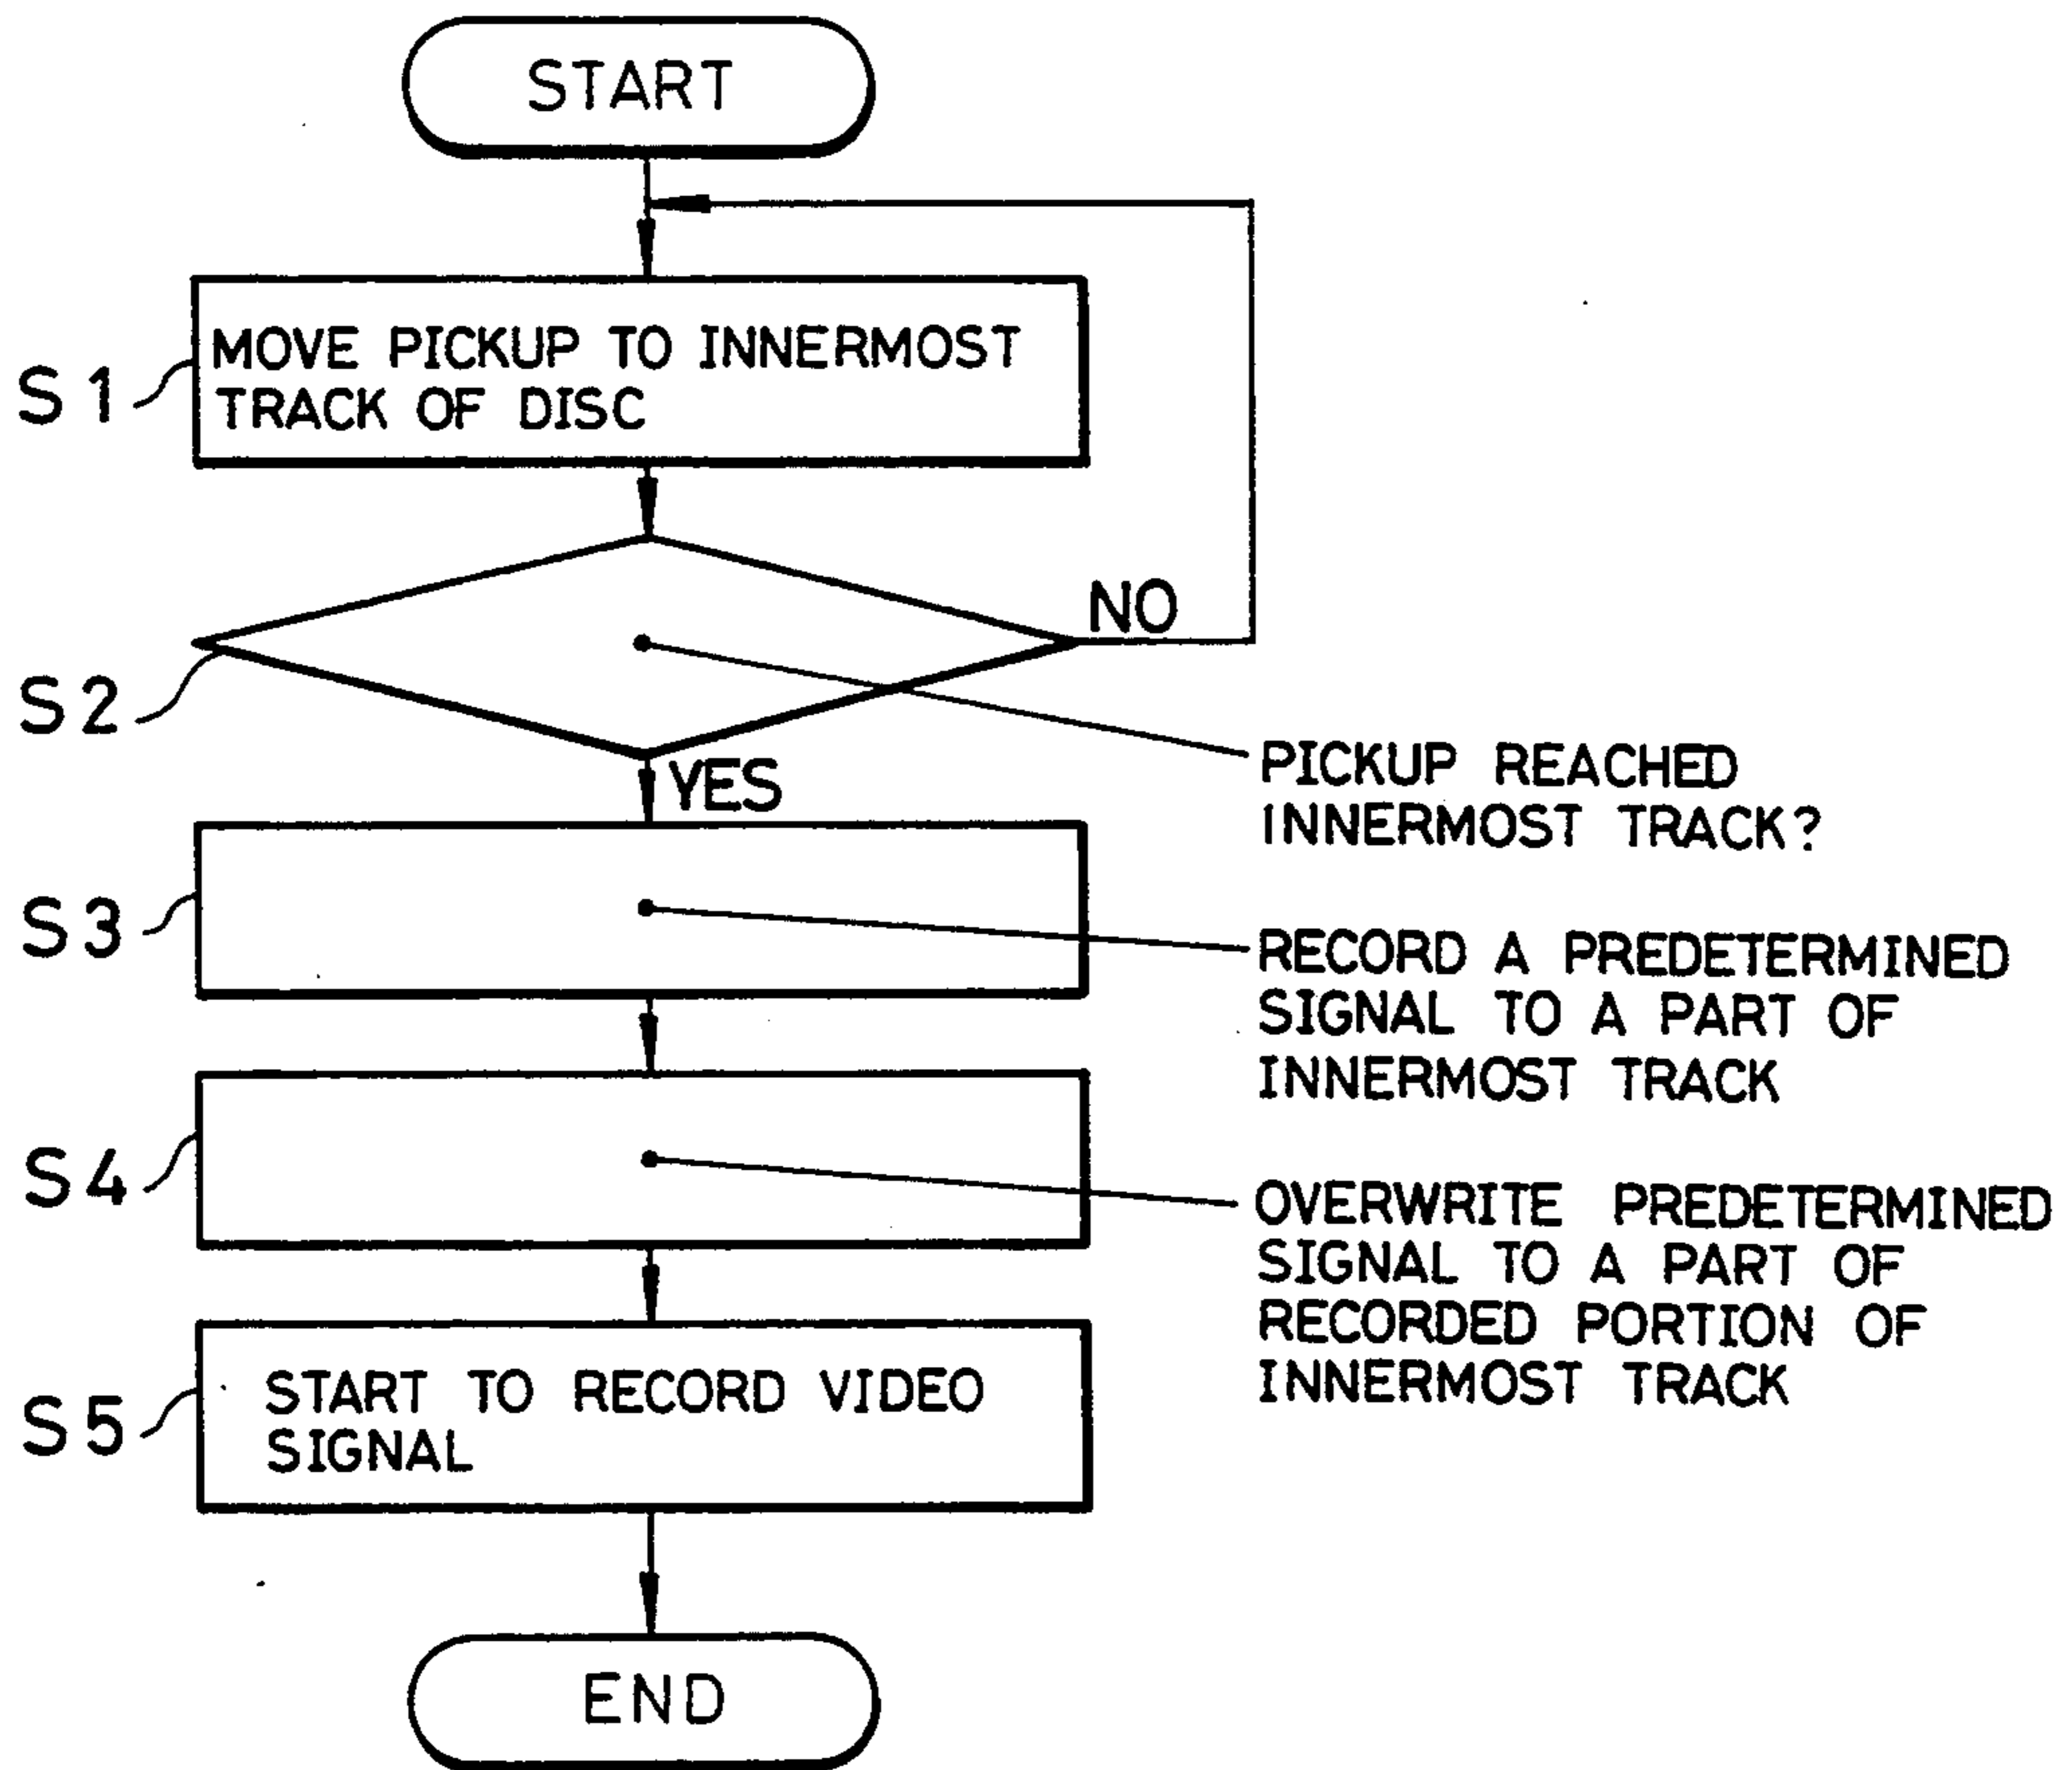 START
S1
MOVE PICKUP TO INNERMOST
TRACK OF DISC
S2
NO
PICKUP REACHED
INNERMOST TRACK?
YES
S3
RECORD A PREDETERMINED
SIGNAL TO A PART OF
INNERMOST TRACK
S4
OVERWRITE PREDETERMINED
SIGNAL TO A PART OF
RECORDED PORTION OF
INNERMOST TRACK
S5
START TO RECORD VIDEO
SIGNAL
END